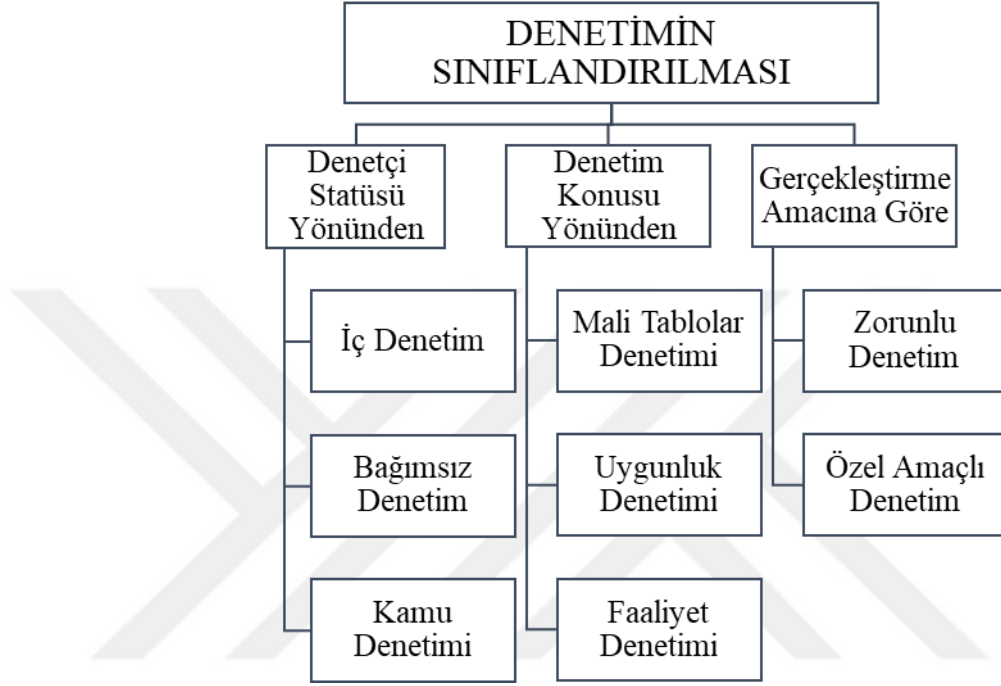 DENETİMİN
SINIFLANDIRILMASI
Denetçi
Statüsü
Yönünden
Denetim
Konusu
Yönünden
Gerçekleştirme
Amacına Göre
İç Denetim
Mali Tablolar
Denetimi
Zorunlu
Denetim
Bağımsız
Denetim
Uygunluk
Denetimi
Özel Amaçlı
Denetim
Kamu
Denetimi
Faaliyet
Denetimi